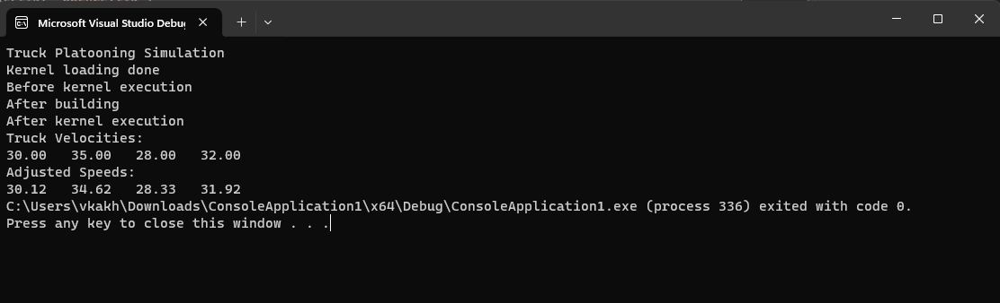 Microsoft Visual Studio Debug
Truck Platooning Simulation
Kernel loading done
Before kernel execution
After building
After kernel execution
Truck Velocities:
30.00   35.00   28.00   32.00
Adjusted Speeds:
30.12   34.62   28.33   31.92
C:\Users\vkakh\Downloads\ConsoleApplication1\x64\Debug\ConsoleApplication1.exe (process 336) exited with code 0.
Press any key to close this window . . .